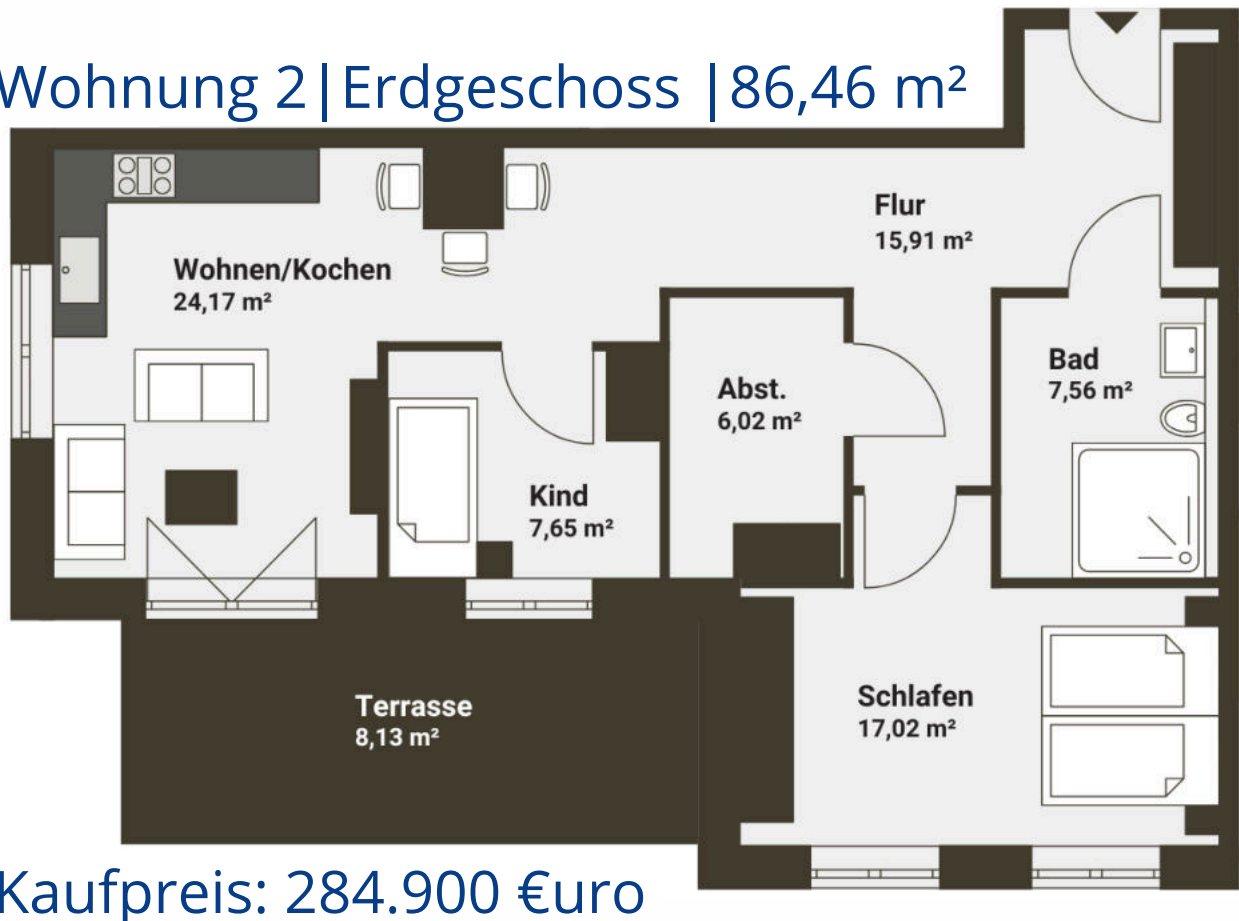 Wohnung 2|Erdgeschoss |86,46 m²
Flur
15,91 m²
Wohnen/Kochen
24,17 m²
Bad
7,56 m²
Abst.
6,02 m²
Kind
7,65 m²
Schlafen
17,02 m²
Terrasse
8,13 m²
Kaufpreis: 284.900 €uro